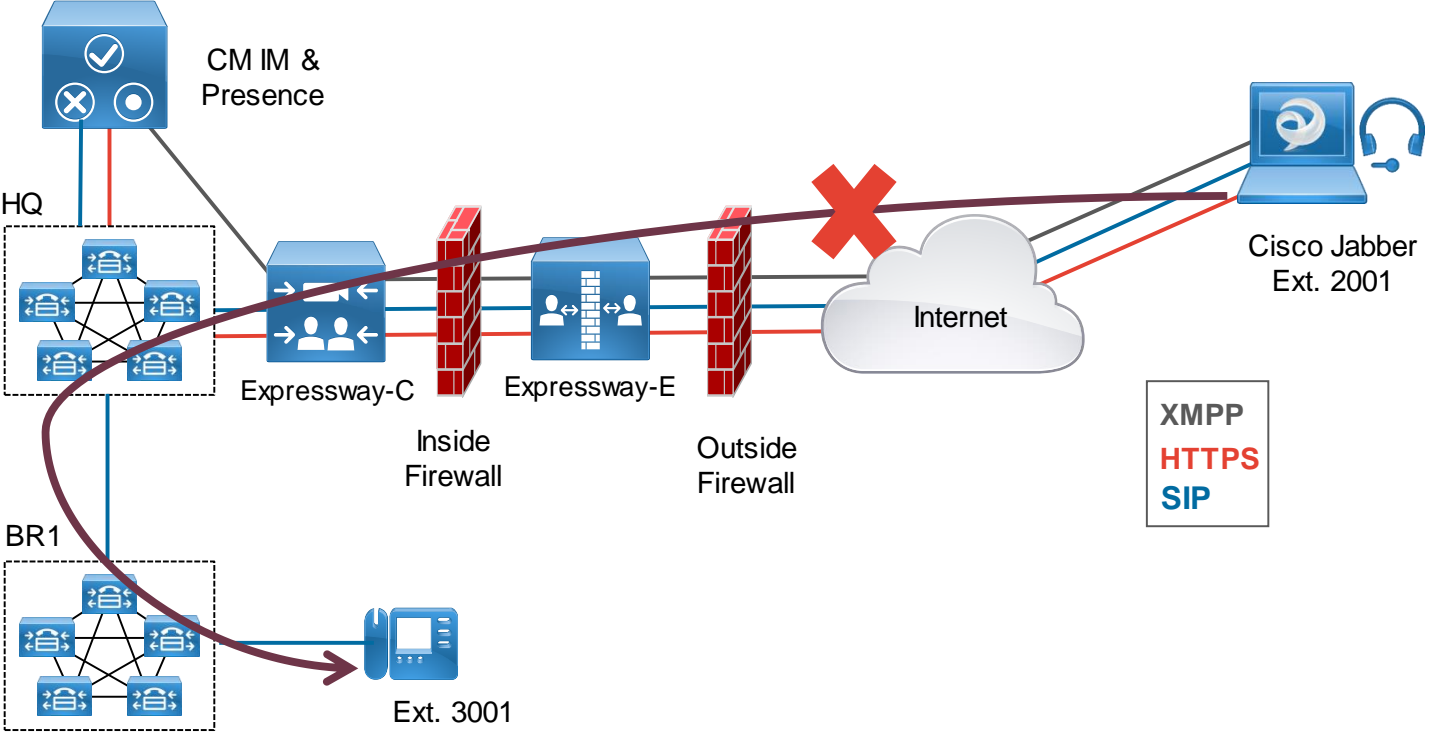 CM IM &
Presence
HQ
Cisco Jabber
Ext. 2001
Internet
Expressway-C
Expressway-E
Inside
Firewall
Outside
Firewall
XMPP
HTTPS
SIP
BR1
Ext. 3001